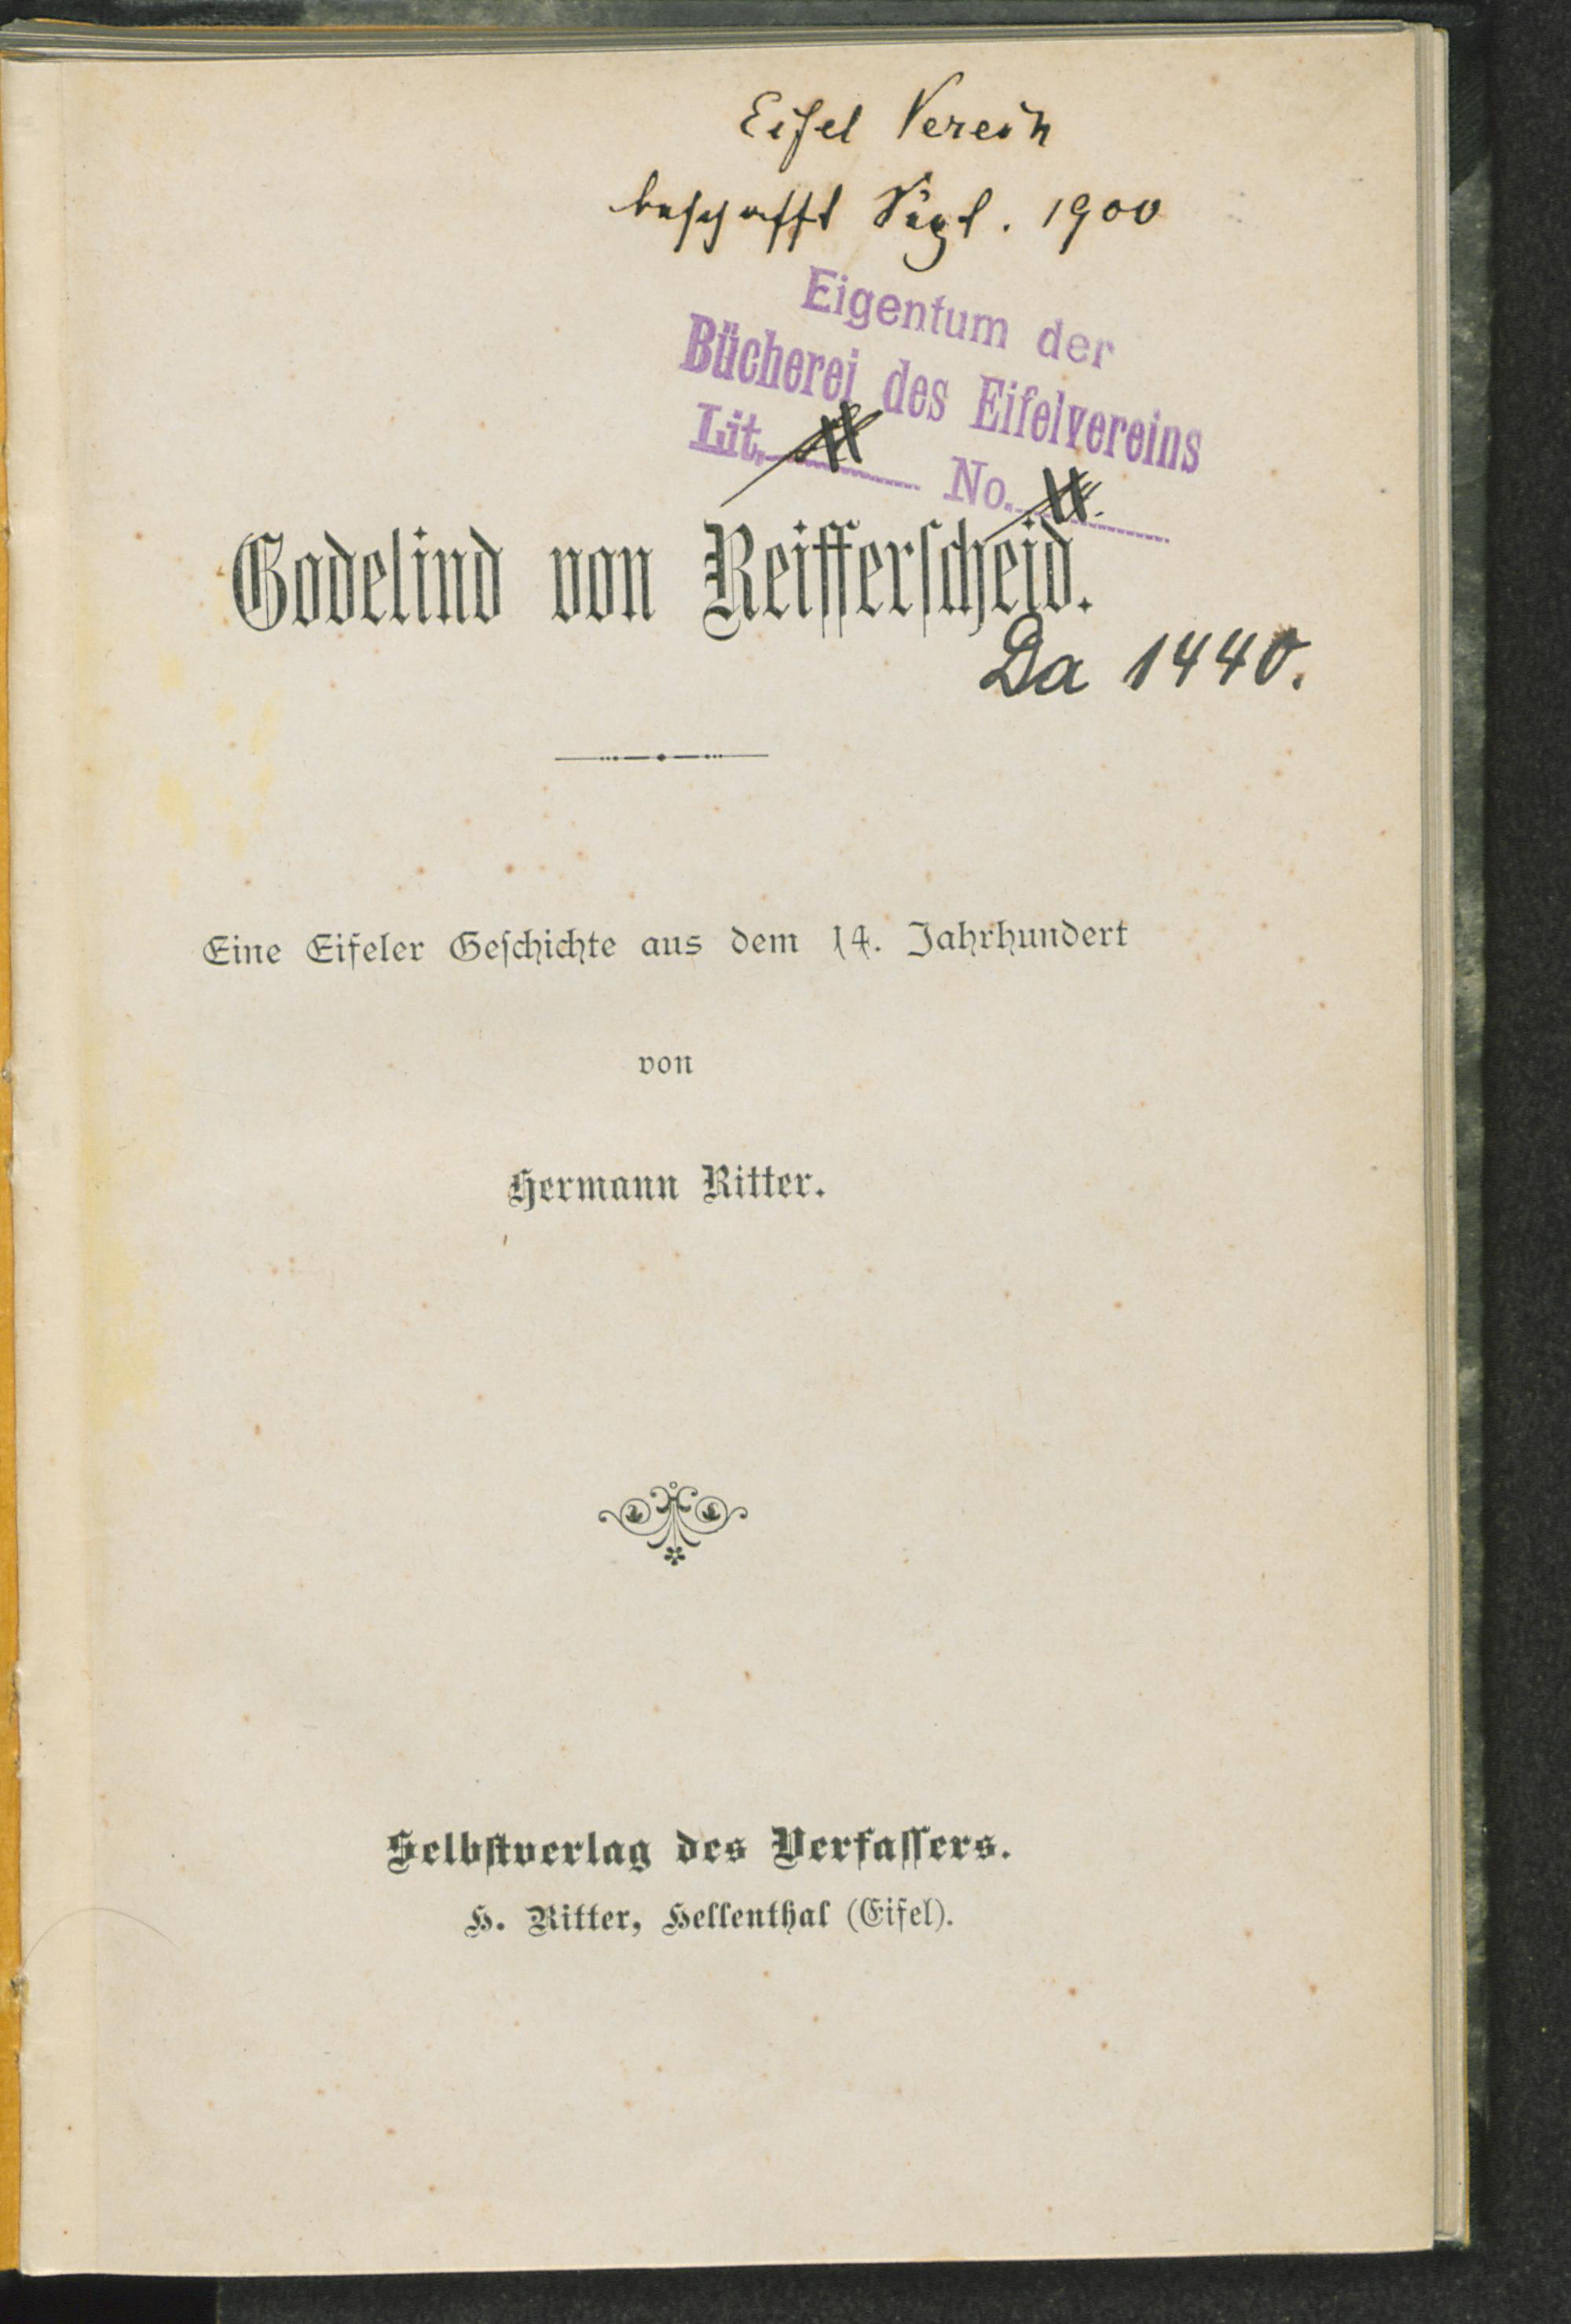 Eifel Verein
beschafft Sept. 1900
Eigentum der
Bücherei des Eifelvereins
Lit. No.
Godelind von Reifferſcheid.
Da 1440.
Eine Eifeler Geſchichte aus dem 14. Jahrhundert
von
Hermann Ritter.
Selbſtverlag des Verfaſſers.
H. Ritter, Hellenthal (Eifel).